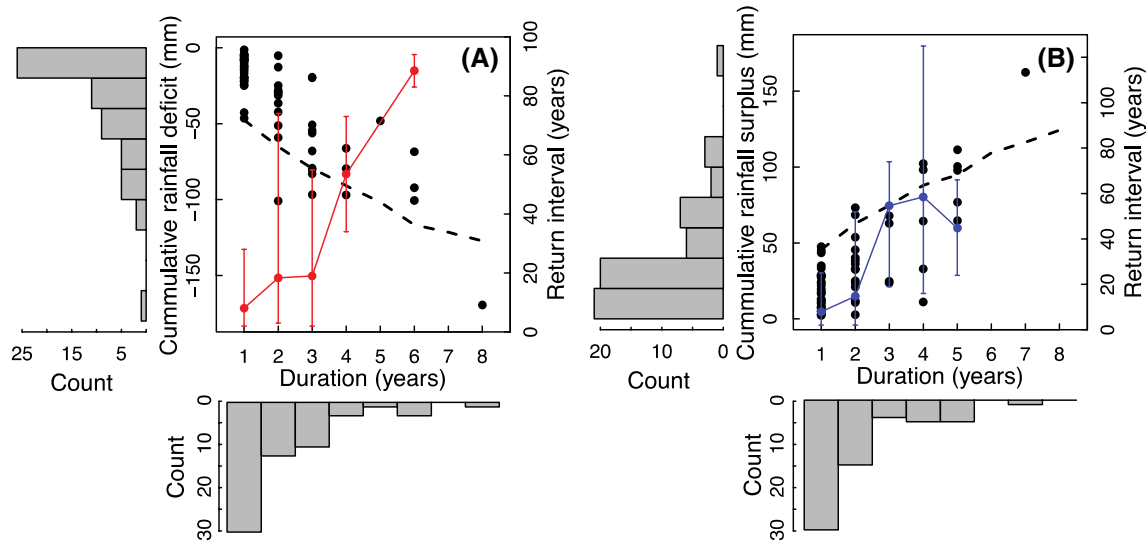 (A)
Cummulative rainfall deficit (mm)
0
−50
−100
−150
Return interval (years)
100
80
60
40
20
0
1 2 3 4 5 6 7 8
Duration (years)
25 15 5
Count
Count
0
10
20
30
(B)
Cummulative rainfall surplus (mm)
150
100
50
0
Return interval (years)
100
80
60
40
20
0
1 2 3 4 5 6 7 8
Duration (years)
20 10 0
Count
Count
0
10
20
30